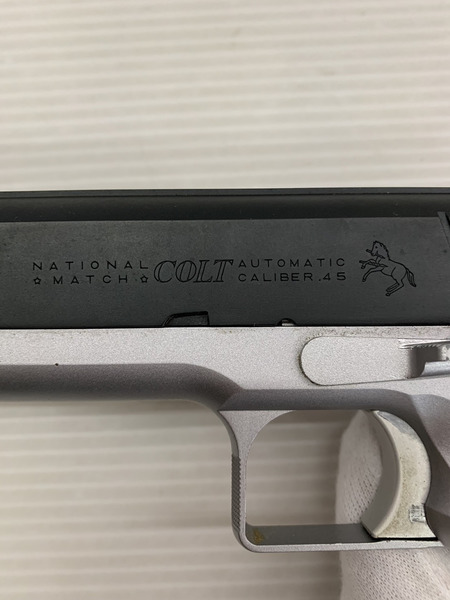 NATIONAL
✩ MATCH ✩
COLT
AUTOMATIC
CALIBER .45